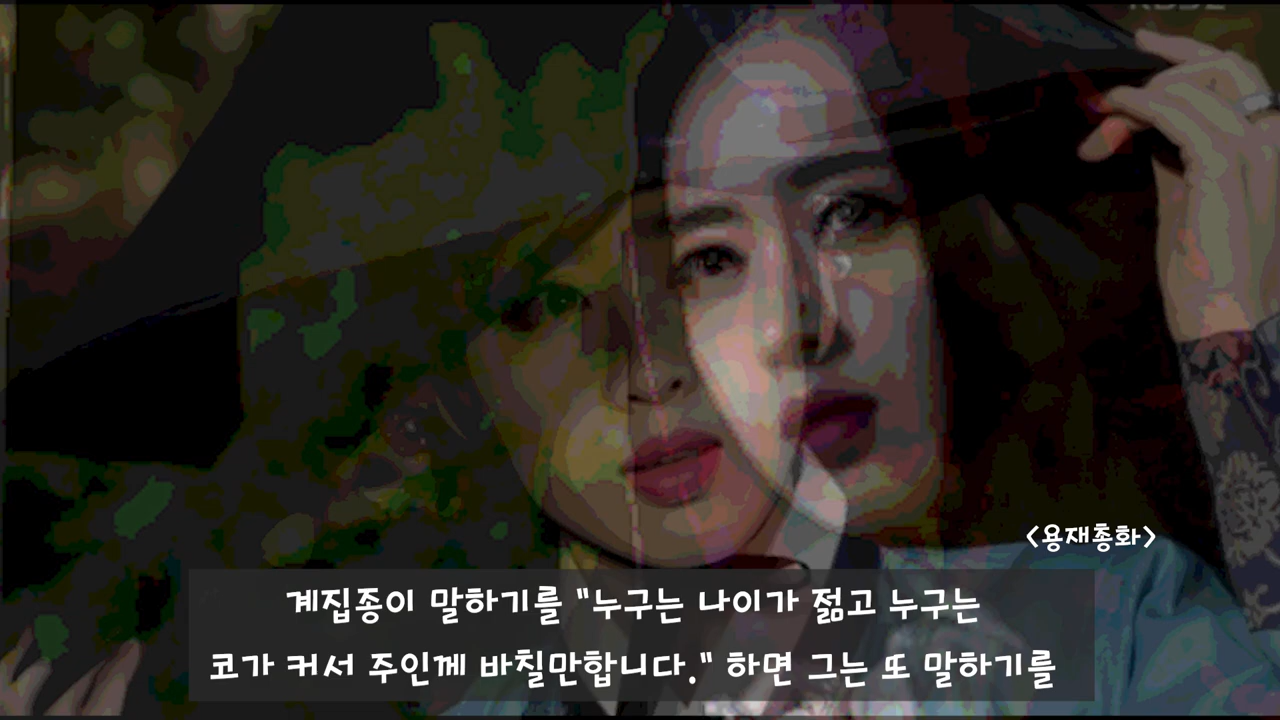 <용재총화>
계집종이 말하기를 "누구는 나이가 젊고 누구는
코가 커서 주인께 바칠만합니다." 하면 그는 또 말하기를